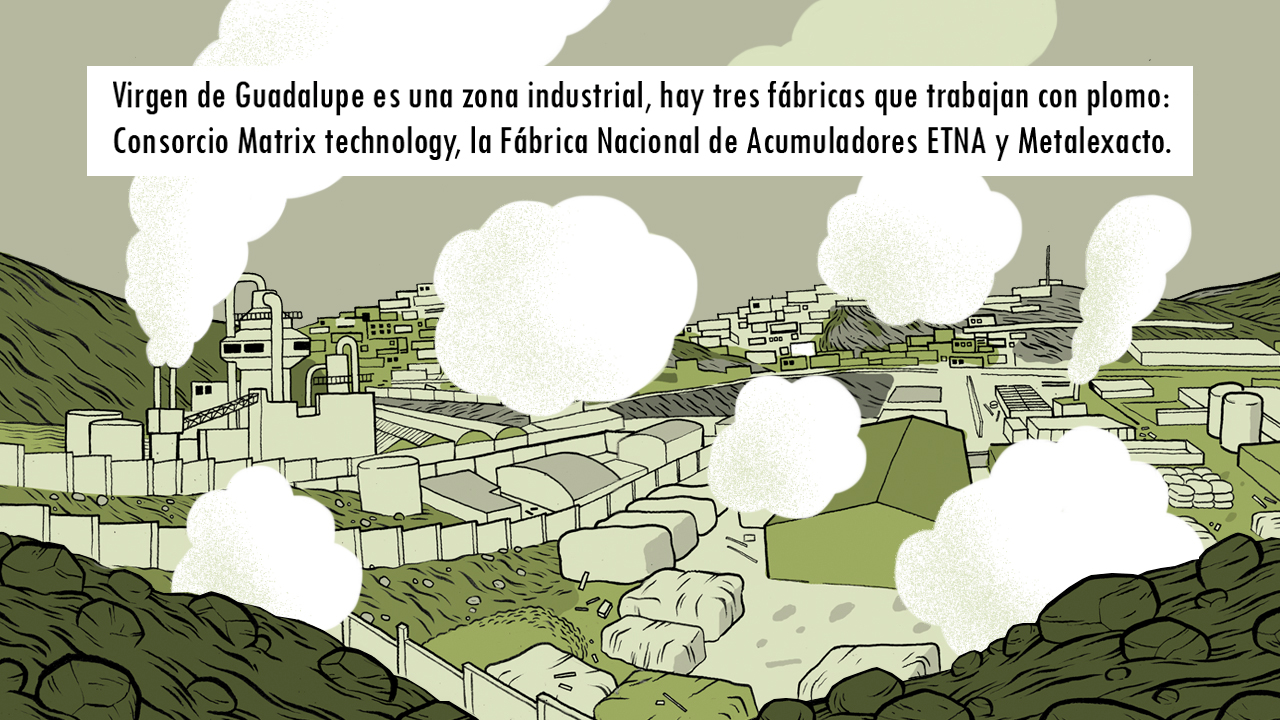 Virgen de Guadalupe es una zona industrial, hay tres fábricas que trabajan con plomo:
Consorcio Matrix technology, la Fábrica Nacional de Acumuladores ETNA y Metalexacto.